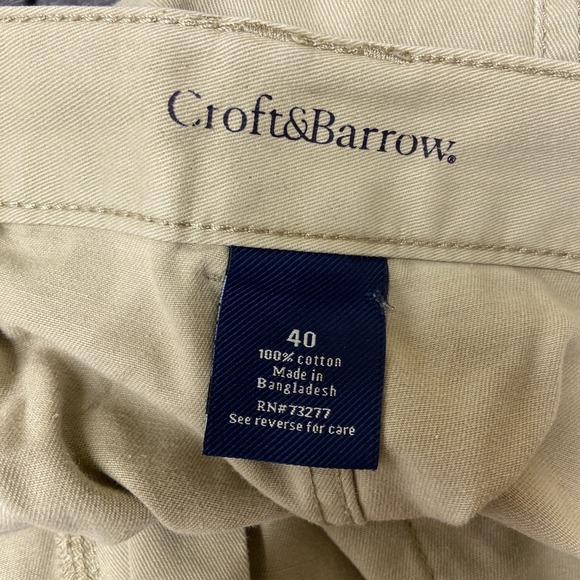 Croft&Barrow®
40
100% cotton
Made in
Bangladesh
RN#73277
See reverse for care